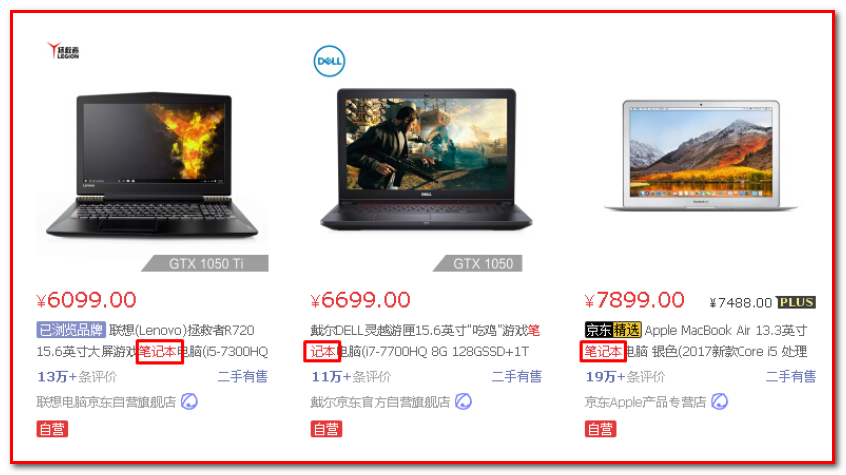 拯救者
LEGION
DELL
Lenovo
DELL
GTX 1050 Ti
GTX 1050
¥6099.00
¥6699.00
¥7899.00 ¥7488.00 PLUS
已浏览品牌 联想(Lenovo)拯救者R720
15.6英寸大屏游戏笔记本电脑(i5-7300HQ
戴尔DELL灵越游匣15.6英寸"吃鸡"游戏笔
记本电脑(i7-7700HQ 8G 128GSSD+1T
京东精选 Apple MacBook Air 13.3英寸
笔记本电脑 银色(2017新款Core i5 处理
13万+条评价 二手有售
11万+条评价 二手有售
19万+条评价 二手有售
联想电脑京东自营旗舰店
戴尔京东官方自营旗舰店
京东Apple产品专营店
自营
自营
自营